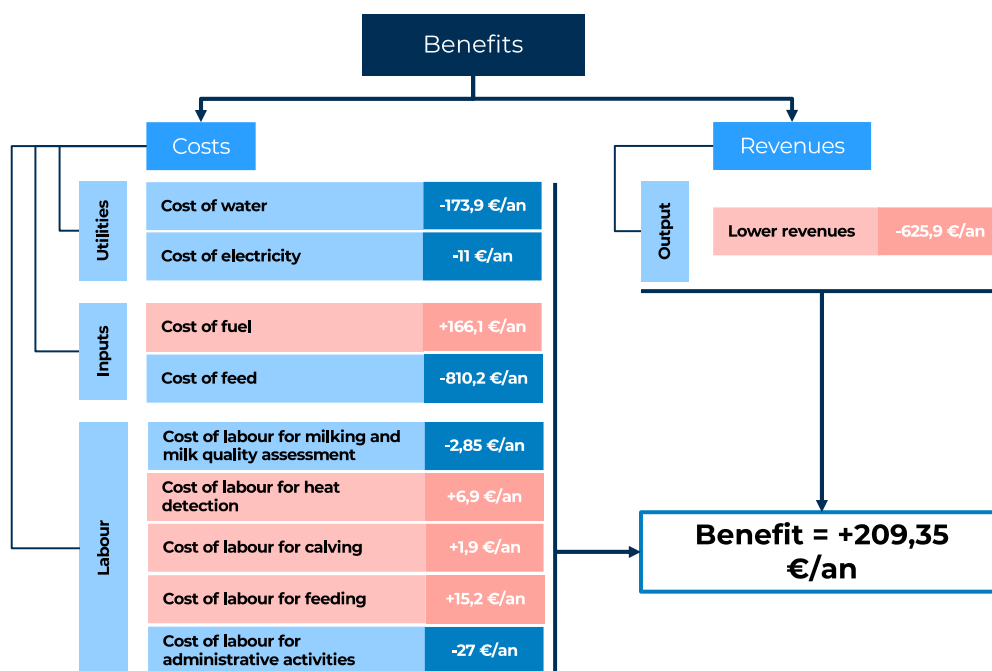 Benefits
Costs
Revenues
Utilities
Cost of water
-173,9 €/an
Cost of electricity
-11 €/an
Output
Lower revenues
-625,9 €/an
Inputs
Cost of fuel
+166,1 €/an
Cost of feed
-810,2 €/an
Labour
Cost of labour for milking and
milk quality assessment
-2,85 €/an
Cost of labour for heat
detection
+6,9 €/an
Cost of labour for calving
+1,9 €/an
Cost of labour for feeding
+15,2 €/an
Cost of labour for
administrative activities
-27 €/an
Benefit = +209,35
€/an